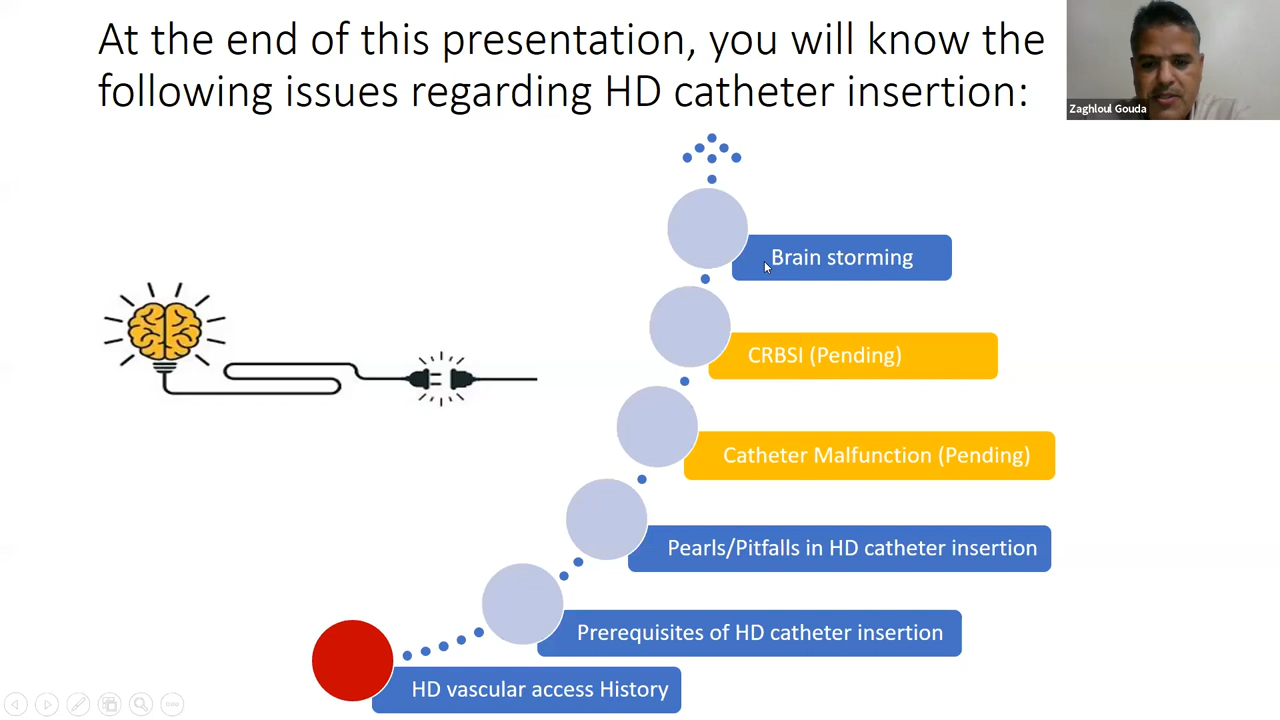 At the end of this presentation, you will know the
following issues regarding HD catheter insertion:
Zaghloul Gouda
Brain storming
CRBSI (Pending)
Catheter Malfunction (Pending)
Pearls/Pitfalls in HD catheter insertion
Prerequisites of HD catheter insertion
HD vascular access History